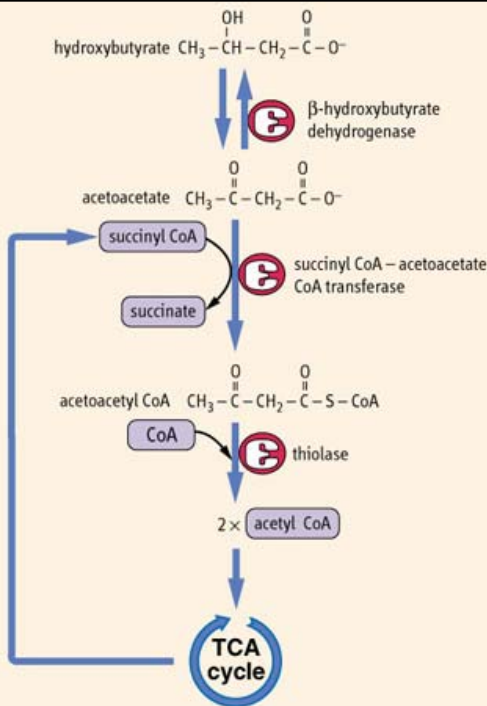 OH
O
hydroxybutyrate CH₃ – CH – CH₂ – C – O⁻
β-hydroxybutyrate
dehydrogenase
O
O
acetoacetate CH₃ – C – CH₂ – C – O⁻
succinyl CoA
succinyl CoA – acetoacetate
CoA transferase
succinate
O
O
acetoacetyl CoA CH₃ – C – CH₂ – C – S – CoA
CoA
thiolase
2 × acetyl CoA
TCA
cycle